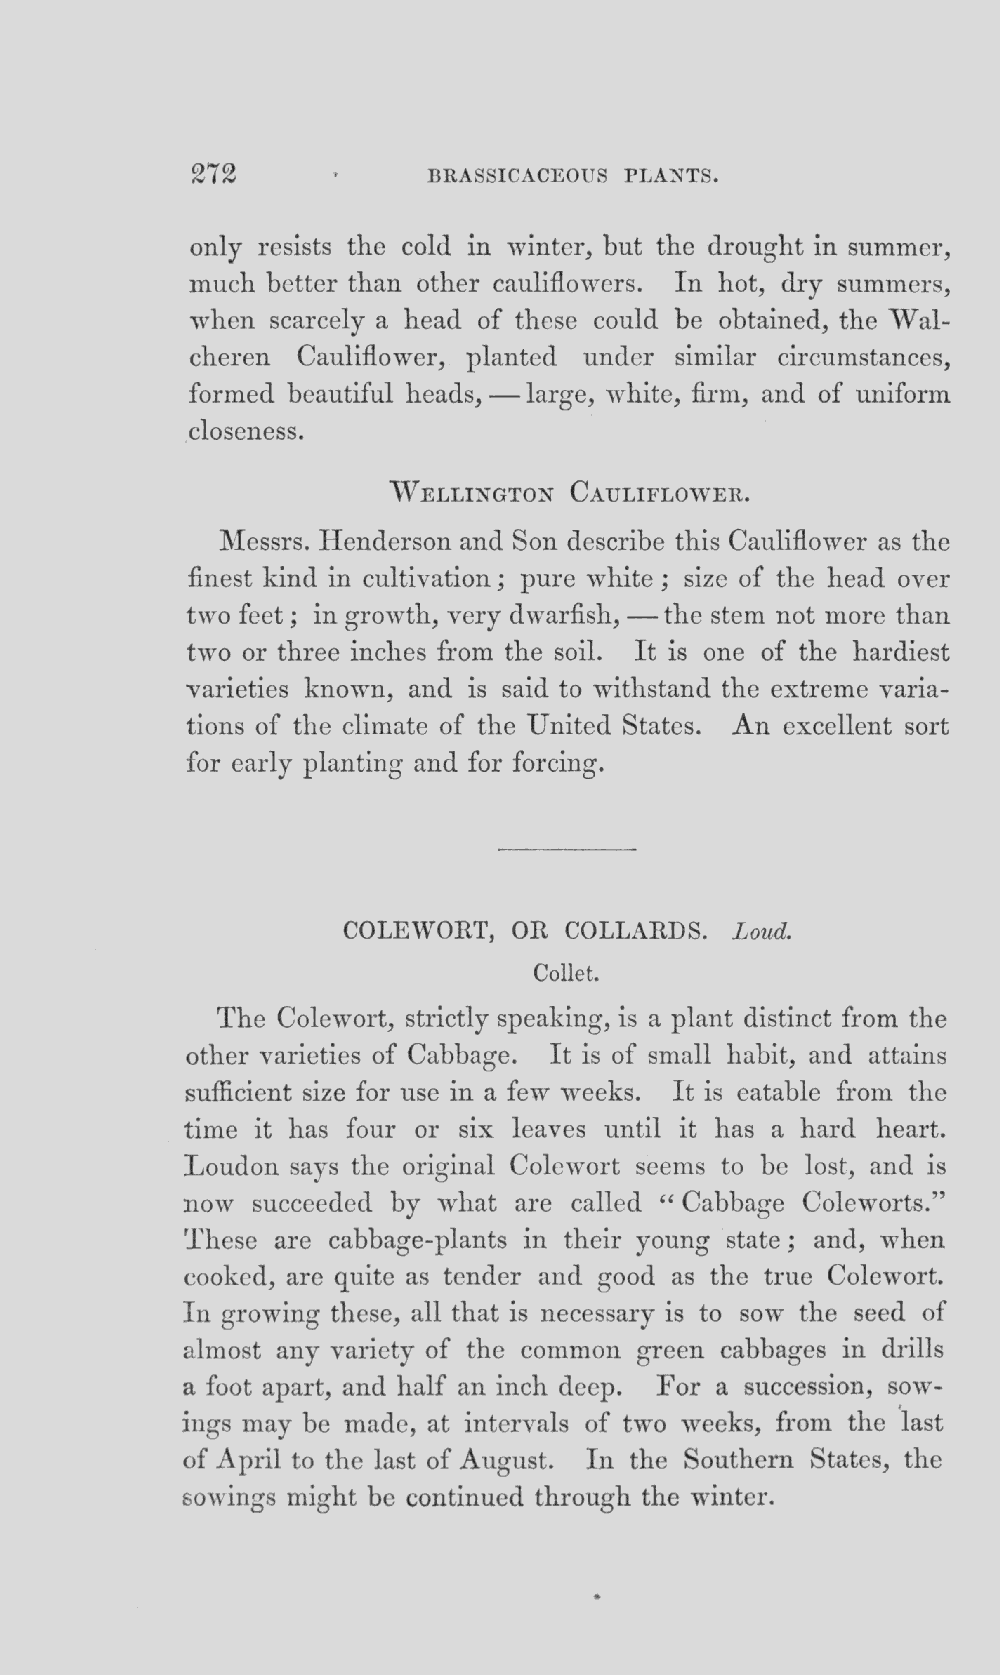 272 BRASSICACEOUS PLANTS.
only resists the cold in winter, but the drought in summer,
much better than other cauliflowers. In hot, dry summers,
when scarcely a head of these could be obtained, the Wal-
cheren Cauliflower, planted under similar circumstances,
formed beautiful heads, — large, white, firm, and of uniform
closeness.
WELLINGTON CAULIFLOWER.
Messrs. Henderson and Son describe this Cauliflower as the
finest kind in cultivation; pure white; size of the head over
two feet; in growth, very dwarfish, — the stem not more than
two or three inches from the soil. It is one of the hardiest
varieties known, and is said to withstand the extreme varia-
tions of the climate of the United States. An excellent sort
for early planting and for forcing.
COLEWORT, OR COLLARDS. Loud.
Collet.
The Colewort, strictly speaking, is a plant distinct from the
other varieties of Cabbage. It is of small habit, and attains
sufficient size for use in a few weeks. It is eatable from the
time it has four or six leaves until it has a hard heart.
Loudon says the original Colewort seems to be lost, and is
now succeeded by what are called “Cabbage Coleworts.”
These are cabbage-plants in their young state; and, when
cooked, are quite as tender and good as the true Colewort.
In growing these, all that is necessary is to sow the seed of
almost any variety of the common green cabbages in drills
a foot apart, and half an inch deep. For a succession, sow-
ings may be made, at intervals of two weeks, from the last
of April to the last of August. In the Southern States, the
sowings might be continued through the winter.